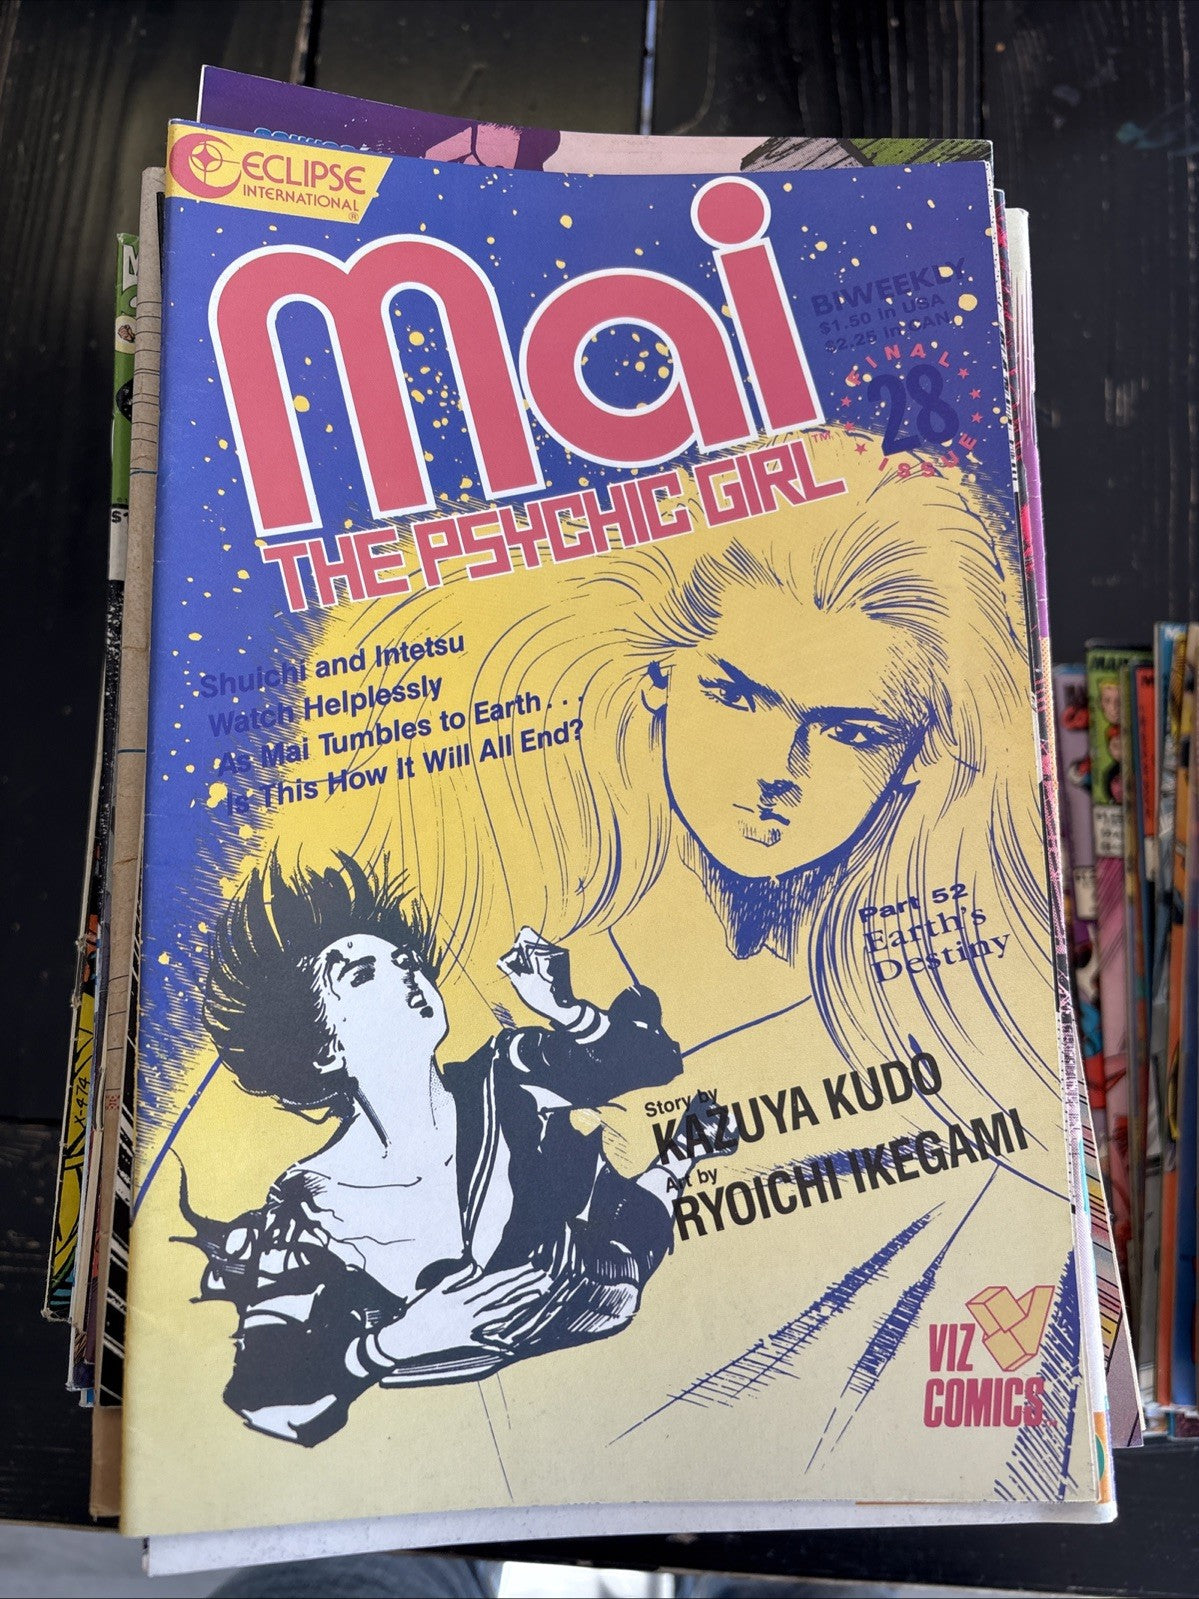 ECLIPSE
INTERNATIONAL
®
mai
THE PSYCHIC GIRL™
BIWEEKLY
$1.50 in USA
$2.25 in CAN.
FINAL
28
ISSUE
Shuichi and Intetsu
Watch Helplessly
As Mai Tumbles to Earth . . .
Is This How It Will All End?
Part 52
Earth's
Destiny
Story by
KAZUYA KUDO
Art by
RYOICHI IKEGAMI
VIZ
COMICS
X-474